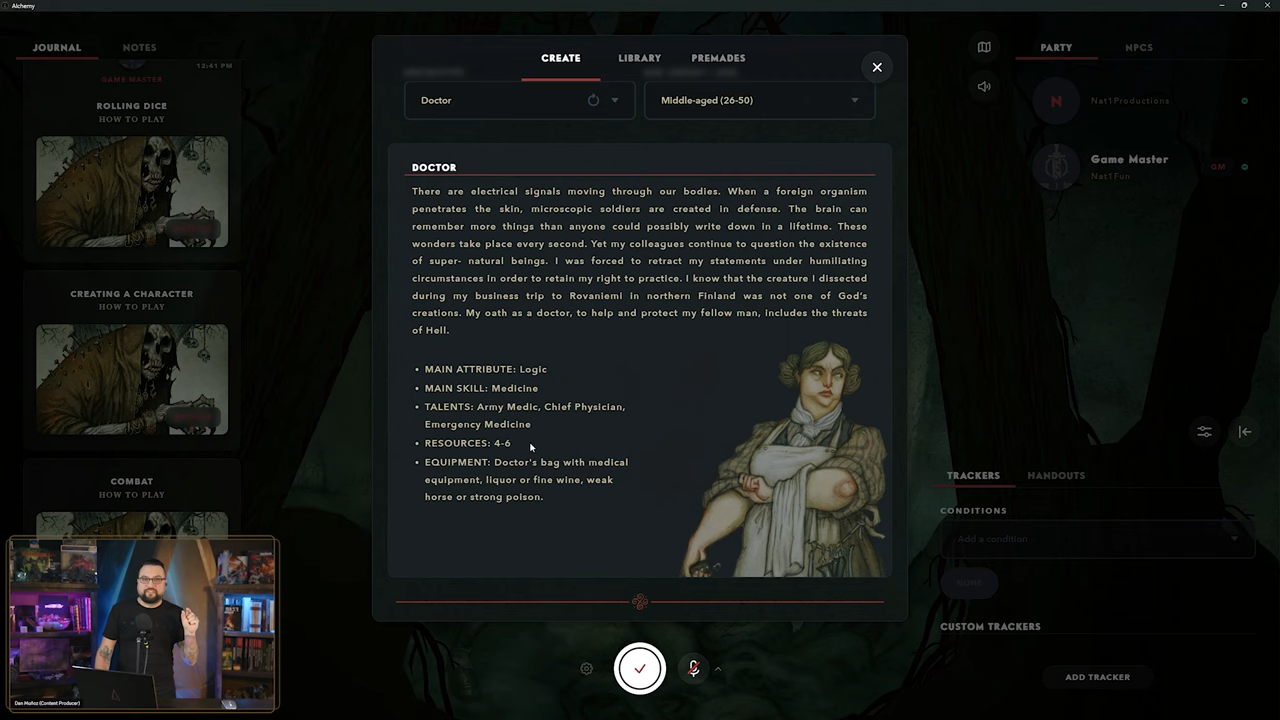 Alchemy
JOURNAL
NOTES
12:41 PM
GAME MASTER
ROLLING DICE
HOW TO PLAY
CREATING A CHARACTER
HOW TO PLAY
COMBAT
HOW TO PLAY
Dan Muñoz (Content Producer)
CREATE
LIBRARY
PREMADES
Doctor
Middle-aged (26-50)
DOCTOR
There are electrical signals moving through our bodies. When a foreign organism
penetrates the skin, microscopic soldiers are created in defense. The brain can
remember more things than anyone could possibly write down in a lifetime. These
wonders take place every second. Yet my colleagues continue to question the existence
of super- natural beings. I was forced to retract my statements under humiliating
circumstances in order to retain my right to practice. I know that the creature I dissected
during my business trip to Rovaniemi in northern Finland was not one of God's
creations. My oath as a doctor, to help and protect my fellow man, includes the threats
of Hell.
• MAIN ATTRIBUTE: Logic
• MAIN SKILL: Medicine
• TALENTS: Army Medic, Chief Physician,
Emergency Medicine
• RESOURCES: 4-6
• EQUIPMENT: Doctor's bag with medical
equipment, liquor or fine wine, weak
horse or strong poison.
PARTY
NPCS
N
Nat1Productions
Game Master
GM
Nat1Fun
TRACKERS
HANDOUTS
CONDITIONS
Add a condition
NONE
CUSTOM TRACKERS
ADD TRACKER